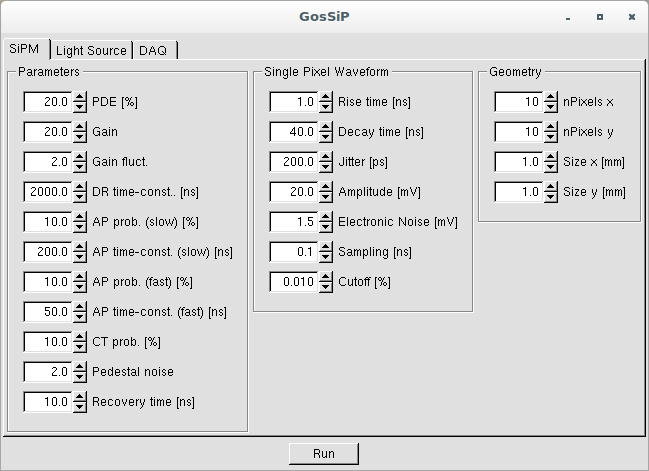 GosSiP
SiPM Light Source DAQ
Parameters
20.0 PDE [%]
20.0 Gain
2.0 Gain fluct.
2000.0 DR time-const.. [ns]
10.0 AP prob. (slow) [%]
200.0 AP time-const. (slow) [ns]
10.0 AP prob. (fast) [%]
50.0 AP time-const. (fast) [ns]
10.0 CT prob. [%]
2.0 Pedestal noise
10.0 Recovery time [ns]
Single Pixel Waveform
1.0 Rise time [ns]
40.0 Decay time [ns]
200.0 Jitter [ps]
20.0 Amplitude [mV]
1.5 Electronic Noise [mV]
0.1 Sampling [ns]
0.010 Cutoff [%]
Geometry
10 nPixels x
10 nPixels y
1.0 Size x [mm]
1.0 Size y [mm]
Run